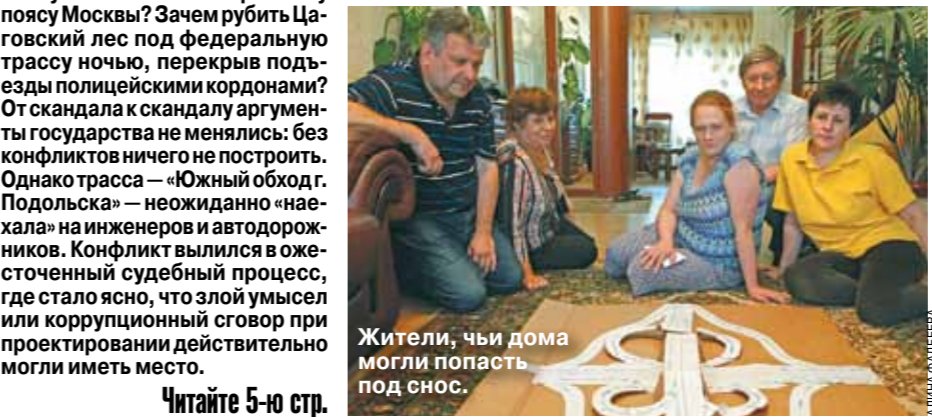 поясу Москвы? Зачем рубить Ца-
говский лес под федеральную
трассу ночью, перекрыв подъ-
езды полицейскими кордонами?
От скандала к скандалу аргумен-
ты государства не менялись: без
конфликтов ничего не построить.
Однако трасса — «Южный обход г.
Подольска» — неожиданно «нае-
хала» на инженеров и автодорож-
ников. Конфликт вылился в оже-
сточенный судебный процесс,
где стало ясно, что злой умысел
или коррупционный сговор при
проектировании действительно
могли иметь место.
Читайте 5-ю стр.
Жители, чьи дома
могли попасть
под снос.